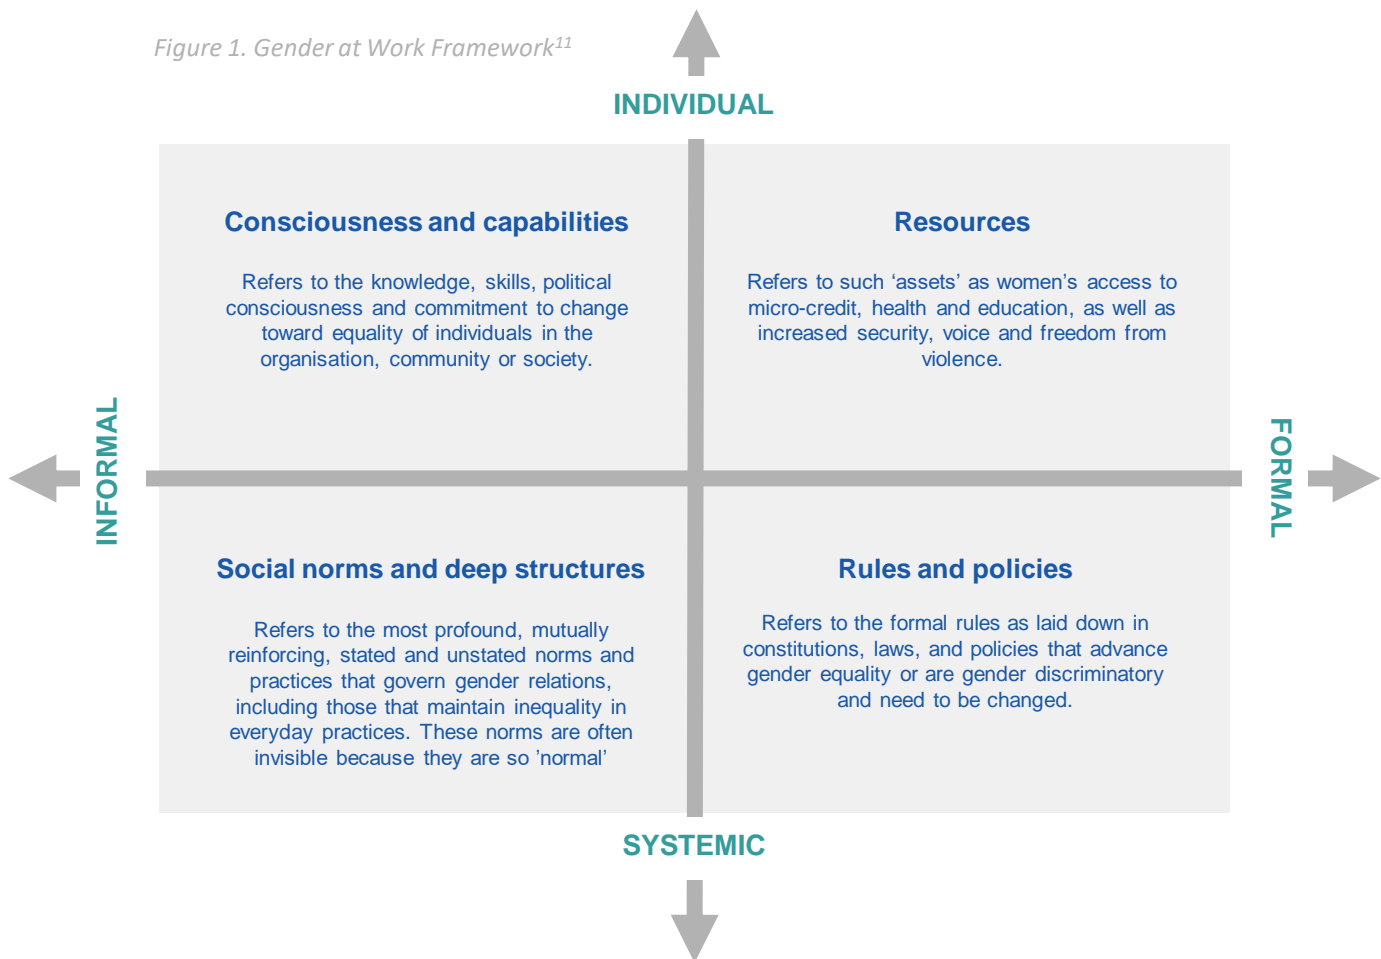 Figure 1. Gender at Work Framework11
INDIVIDUAL
Consciousness and capabilities
Refers to the knowledge, skills, political
consciousness and commitment to change
toward equality of individuals in the
organisation, community or society.
Resources
Refers to such ‘assets’ as women’s access to
micro-credit, health and education, as well as
increased security, voice and freedom from
violence.
INFORMAL
FORMAL
Social norms and deep structures
Refers to the most profound, mutually
reinforcing, stated and unstated norms and
practices that govern gender relations,
including those that maintain inequality in
everyday practices. These norms are often
invisible because they are so ’normal’
Rules and policies
Refers to the formal rules as laid down in
constitutions, laws, and policies that advance
gender equality or are gender discriminatory
and need to be changed.
SYSTEMIC